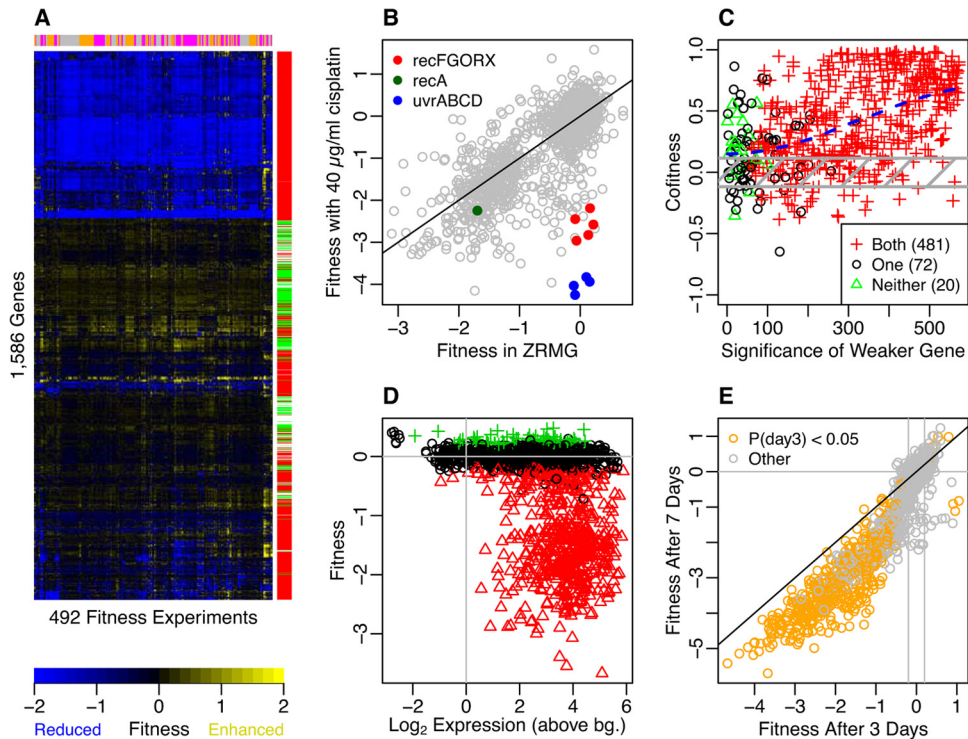 A
1,586 Genes
492 Fitness Experiments
−2 −1 0 1 2
Reduced Fitness Enhanced
B
Fitness with 40 μg/ml cisplatin
1
0
−1
−2
−3
−4
recFGORX
recA
uvrABCD
−3 −2 −1 0
Fitness in ZRMG
C
Cofitness
1.0
0.5
0.0
−0.5
−1.0
Both (481)
One (72)
Neither (20)
0 100 300 500
Significance of Weaker Gene
D
Fitness
0
−1
−2
−3
−2 0 2 4 6
Log₂ Expression (above bg.)
E
Fitness After 7 Days
1
0
−1
−3
−5
P(day3) < 0.05
Other
−4 −3 −2 −1 0 1
Fitness After 3 Days